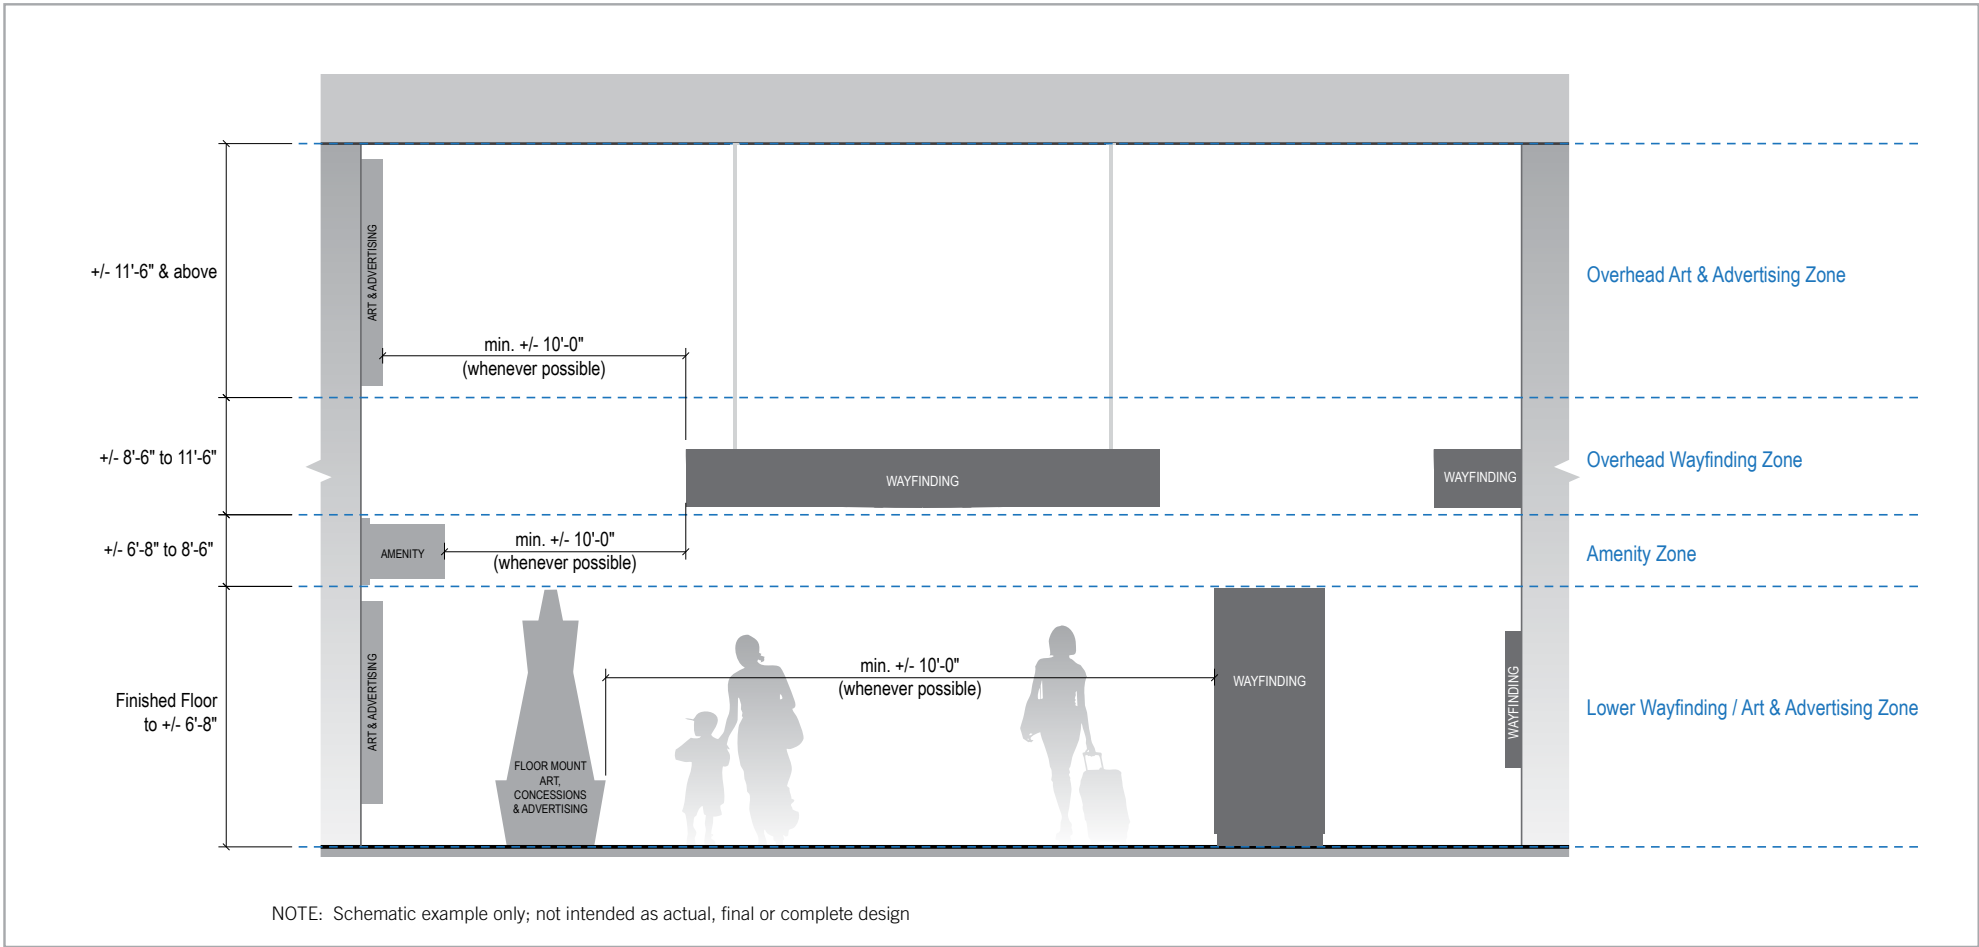 +/- 11'-6" & above
ART & ADVERTISING
min. +/- 10'-0"
(whenever possible)
Overhead Art & Advertising Zone
+/- 8'-6" to 11'-6"
WAYFINDING
WAYFINDING
Overhead Wayfinding Zone
+/- 6'-8" to 8'-6"
AMENITY
min. +/- 10'-0"
(whenever possible)
Amenity Zone
Finished Floor
to +/- 6'-8"
ART & ADVERTISING
FLOOR MOUNT
ART,
CONCESSIONS
& ADVERTISING
min. +/- 10'-0"
(whenever possible)
WAYFINDING
WAYFINDING
Lower Wayfinding / Art & Advertising Zone
NOTE: Schematic example only; not intended as actual, final or complete design